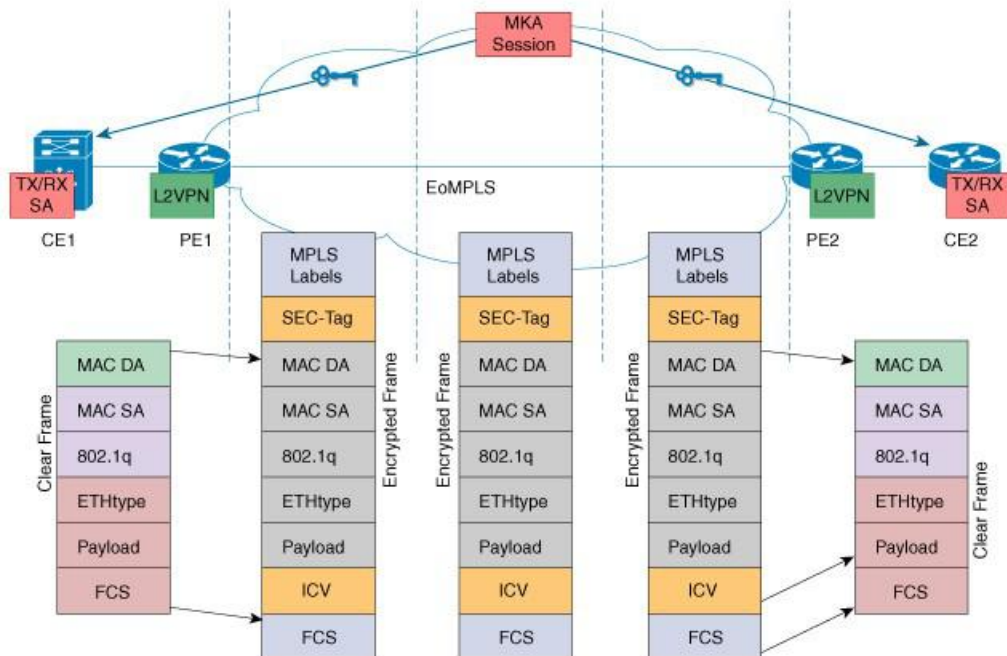 MKA
Session
TX/RX
SA
L2VPN
EoMPLS
L2VPN
TX/RX
SA
CE1
PE1
PE2
CE2
Clear Frame
MAC DA
MAC SA
802.1q
ETHtype
Payload
FCS
MPLS
Labels
SEC-Tag
MAC DA
MAC SA
802.1q
ETHtype
Payload
ICV
FCS
Encrypted Frame
Encrypted Frame
MPLS
Labels
SEC-Tag
MAC DA
MAC SA
802.1q
ETHtype
Payload
ICV
FCS
Encrypted Frame
MPLS
Labels
SEC-Tag
MAC DA
MAC SA
802.1q
ETHtype
Payload
ICV
FCS
MAC DA
MAC SA
802.1q
ETHtype
Payload
FCS
Clear Frame